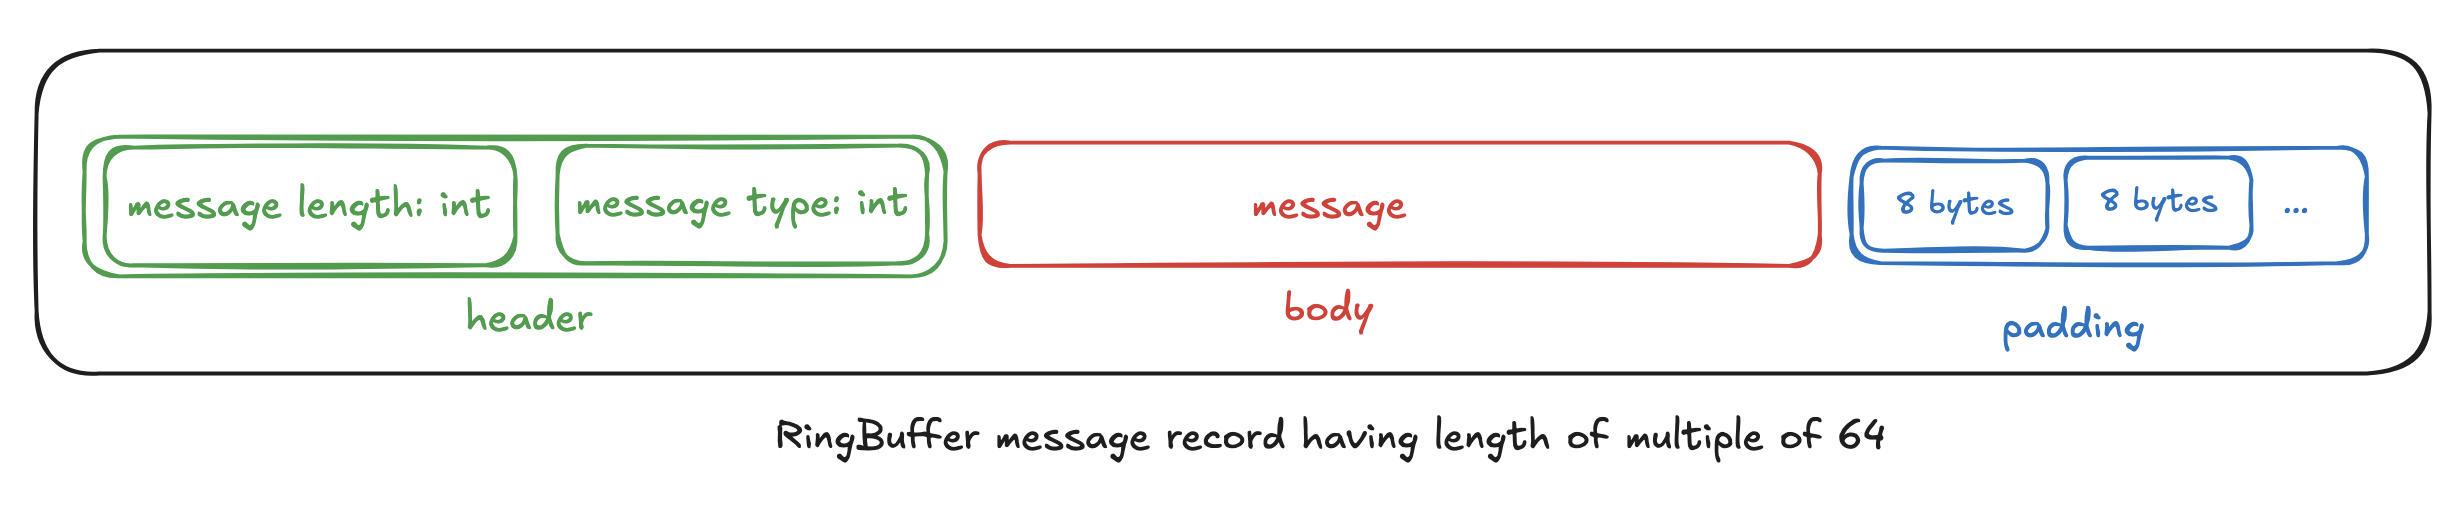 message length: int
message type: int
message
8 bytes
8 bytes
...
header
body
padding
RingBuffer message record having length of multiple of 64